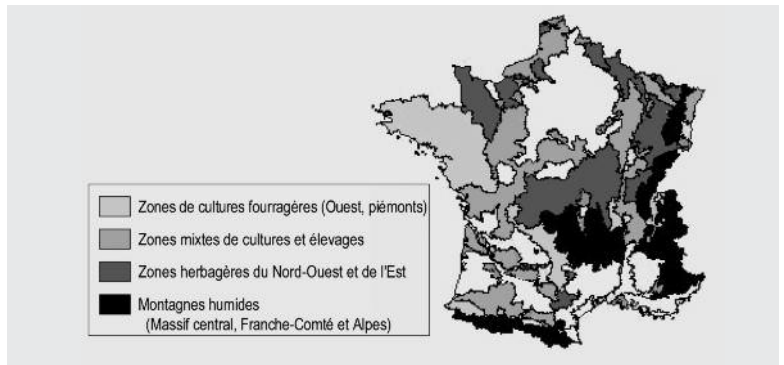 Zones de cultures fourragères (Ouest, piémonts)
Zones mixtes de cultures et élevages
Zones herbagères du Nord-Ouest et de l'Est
Montagnes humides
(Massif central, Franche-Comté et Alpes)